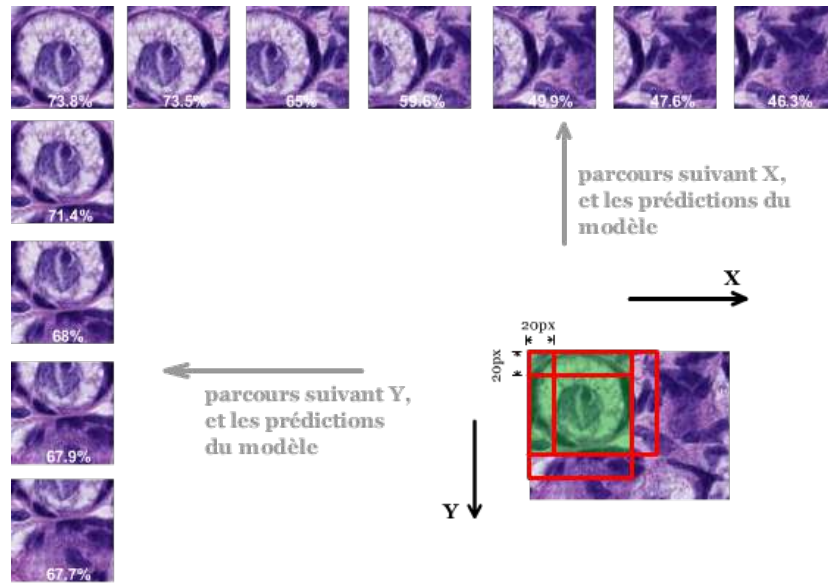 73.8%
73.5%
65%
59.6%
49.9%
47.6%
46.3%
71.4%
68%
67.9%
67.7%
parcours suivant X,
et les prédictions du
modèle
X
20px
20px
parcours suivant Y,
et les prédictions
du modèle
Y